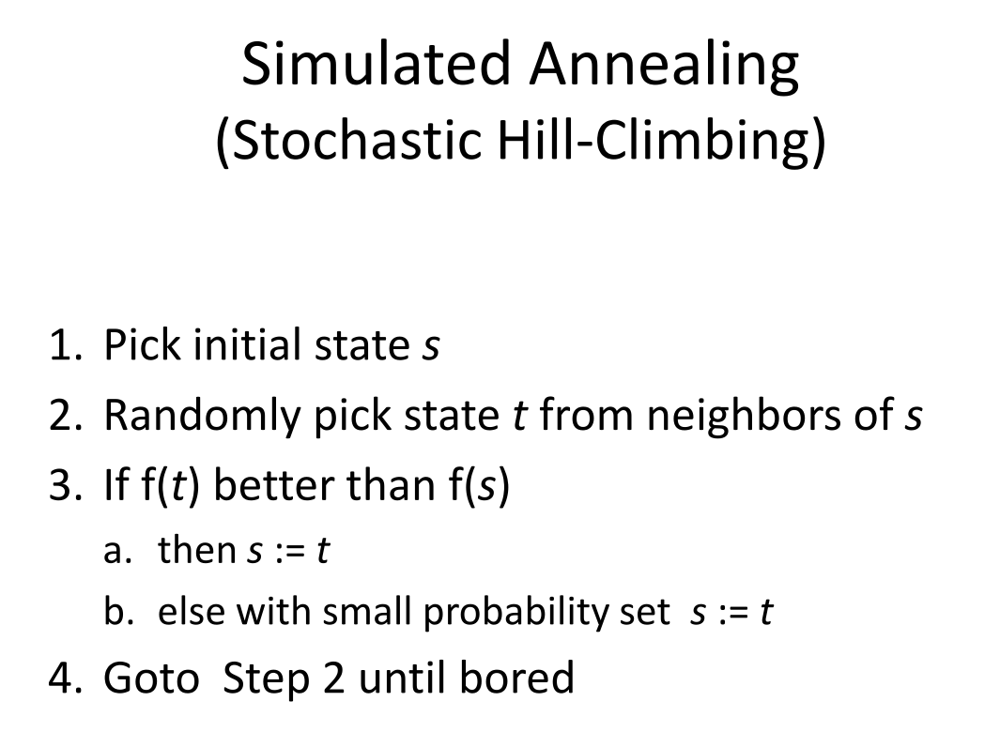 Simulated Annealing
(Stochastic Hill-Climbing)
1. Pick initial state s
2. Randomly pick state t from neighbors of s
3. If f(t) better than f(s)
a. then s := t
b. else with small probability set  s := t
4. Goto  Step 2 until bored